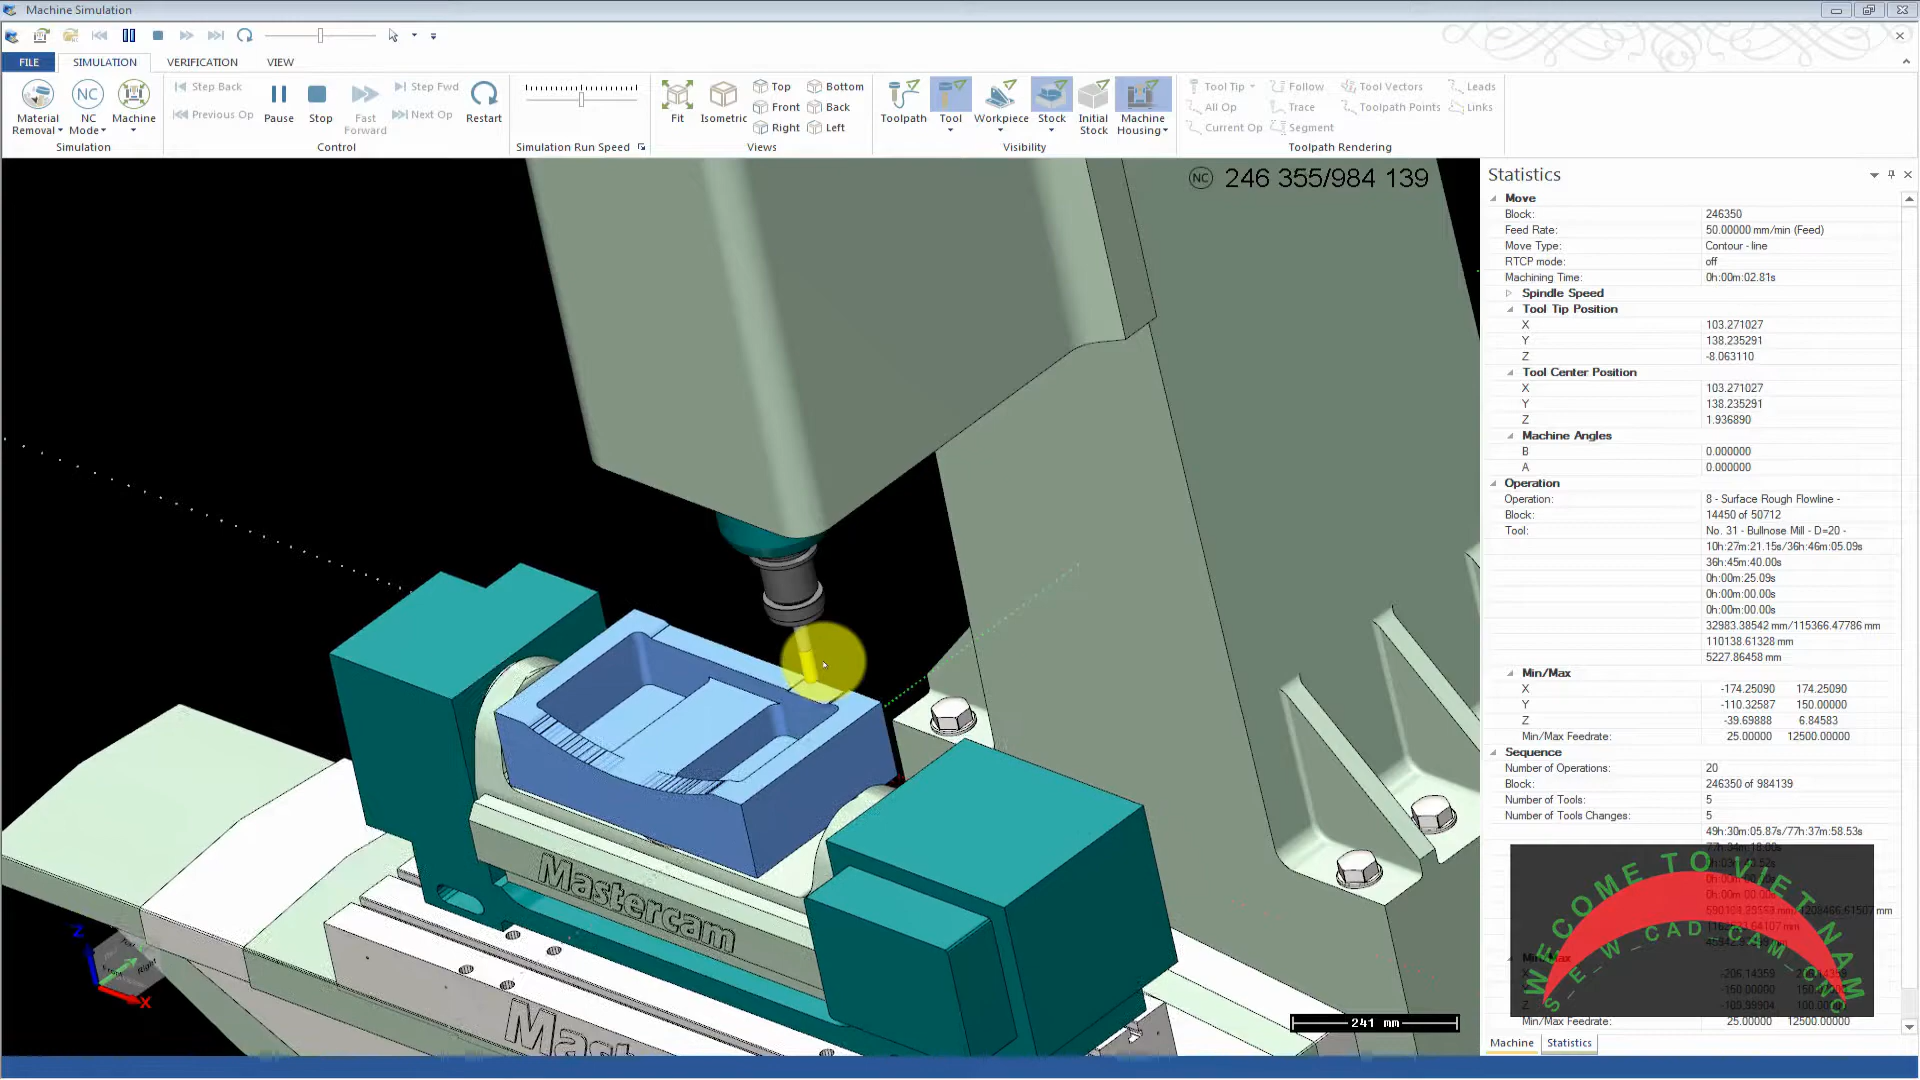 Machine Simulation
FILE SIMULATION VERIFICATION VIEW
Material Removal NC Mode Machine
Simulation
Step Back Previous Op Pause Stop Fast Forward Step Fwd Next Op Restart
Control
Simulation Run Speed
Fit Isometric Top Front Right Bottom Back Left
Views
Toolpath Tool Workpiece Stock Initial Stock Machine Housing
Visibility
Tool Tip Follow Tool Vectors Leads
All Op Trace Toolpath Points Links
Current Op Segment
Toolpath Rendering
NC 246 355/984 139
Statistics
Move
Block: 246350
Feed Rate: 50.00000 mm/min (Feed)
Move Type: Contour - line
RTCP mode: off
Machining Time: 0h:00m:02.81s
Spindle Speed
Tool Tip Position
X 103.271027
Y 138.235291
Z -8.063110
Tool Center Position
X 103.271027
Y 138.235291
Z 1.936890
Machine Angles
B 0.000000
A 0.000000
Operation
Operation: 8 - Surface Rough Flowline -
Block: 14450 of 50712
Tool: No. 31 - Bullnose Mill - D=20 -
10h:27m:21.15s/36h:46m:05.09s
36h:45m:40.00s
0h:00m:25.09s
0h:00m:00.00s
0h:00m:00.00s
32983.38542 mm/115366.47786 mm
110138.61328 mm
5227.86458 mm
Min/Max
X -174.25090 174.25090
Y -110.32587 150.00000
Z -39.69888 6.84583
Min/Max Feedrate: 25.00000 12500.00000
Sequence
Number of Operations: 20
Block: 246350 of 984139
Number of Tools: 5
Number of Tools Changes: 5
49h:30m:05.87s/77h:37m:58.53s
WECOME TO VIET NAM
CAD-CAM
Min/Max Feedrate: 25.00000 12500.00000
Machine Statistics
Mastercam
241 mm
Z
X
Front
Right